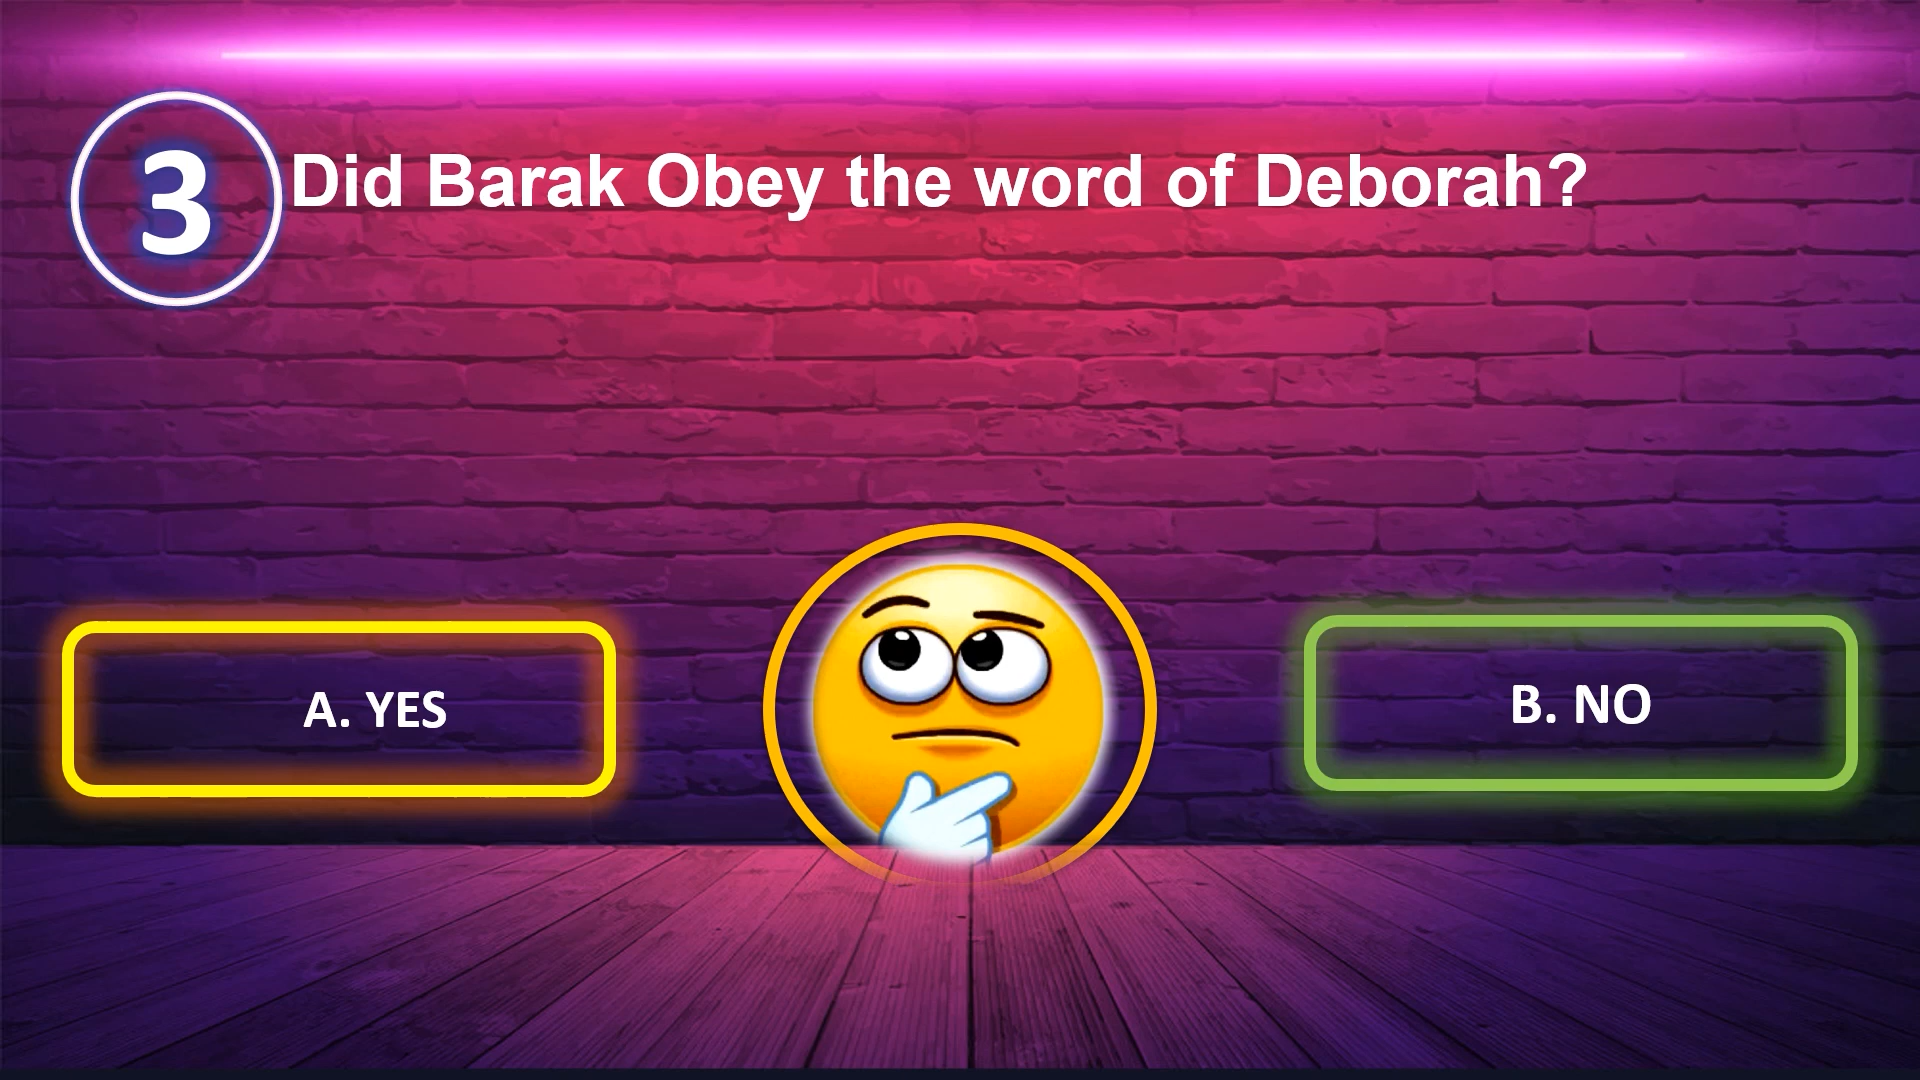 3
Did Barak Obey the word of Deborah?
A. YES
B. NO